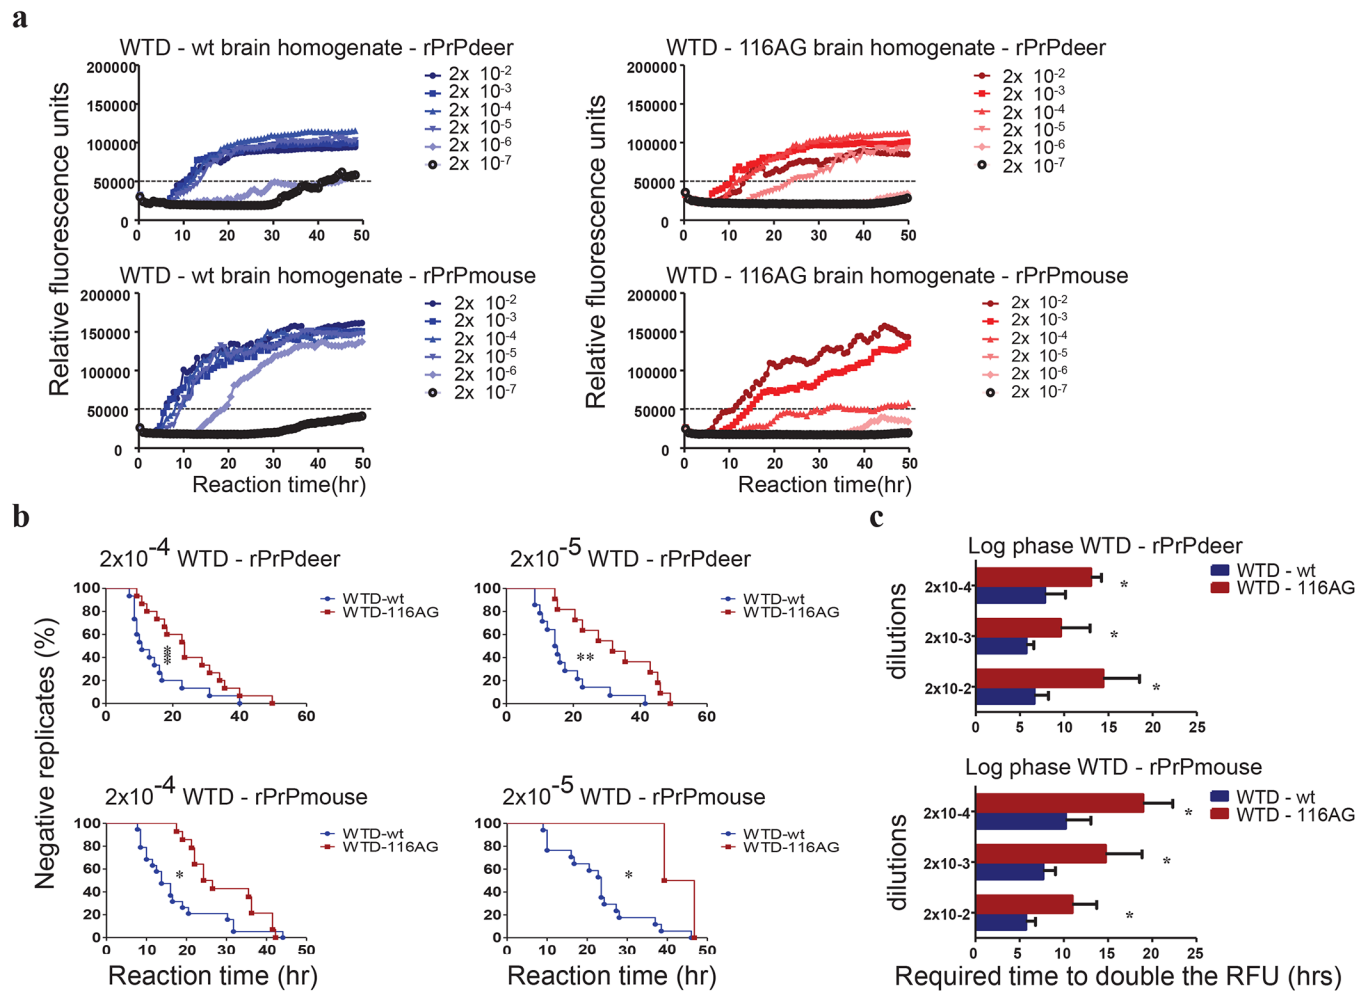 a
WTD - wt brain homogenate - rPrPdeer
Relative fluorescence units
200000
150000
100000
50000
0
0 10 20 30 40 50
2x 10-2
2x 10-3
2x 10-4
2x 10-5
2x 10-6
2x 10-7
WTD - 116AG brain homogenate - rPrPdeer
Relative fluorescence units
200000
150000
100000
50000
0
0 10 20 30 40 50
2x 10-2
2x 10-3
2x 10-4
2x 10-5
2x 10-6
2x 10-7
WTD - wt brain homogenate - rPrPmouse
200000
150000
100000
50000
0
0 10 20 30 40 50
Reaction time(hr)
2x 10-2
2x 10-3
2x 10-4
2x 10-5
2x 10-6
2x 10-7
WTD - 116AG brain homogenate - rPrPmouse
200000
150000
100000
50000
0
0 10 20 30 40 50
Reaction time(hr)
2x 10-2
2x 10-3
2x 10-4
2x 10-5
2x 10-6
2x 10-7
b
Negative replicates (%)
2x10-4 WTD - rPrPdeer
100
80
60
40
20
0
0 20 40 60
****
WTD-wt
WTD-116AG
2x10-5 WTD - rPrPdeer
100
80
60
40
20
0
0 20 40 60
**
WTD-wt
WTD-116AG
2x10-4 WTD - rPrPmouse
100
80
60
40
20
0
0 10 20 30 40 50
*
WTD-wt
WTD-116AG
Reaction time (hr)
2x10-5 WTD - rPrPmouse
100
80
60
40
20
0
0 10 20 30 40 50
*
WTD-wt
WTD-116AG
Reaction time (hr)
c
Log phase WTD - rPrPdeer
dilutions
2x10-4
2x10-3
2x10-2
0 5 10 15 20 25
*
*
*
WTD - wt
WTD - 116AG
Log phase WTD - rPrPmouse
dilutions
2x10-4
2x10-3
2x10-2
0 5 10 15 20 25
*
*
*
WTD - wt
WTD - 116AG
Required time to double the RFU (hrs)